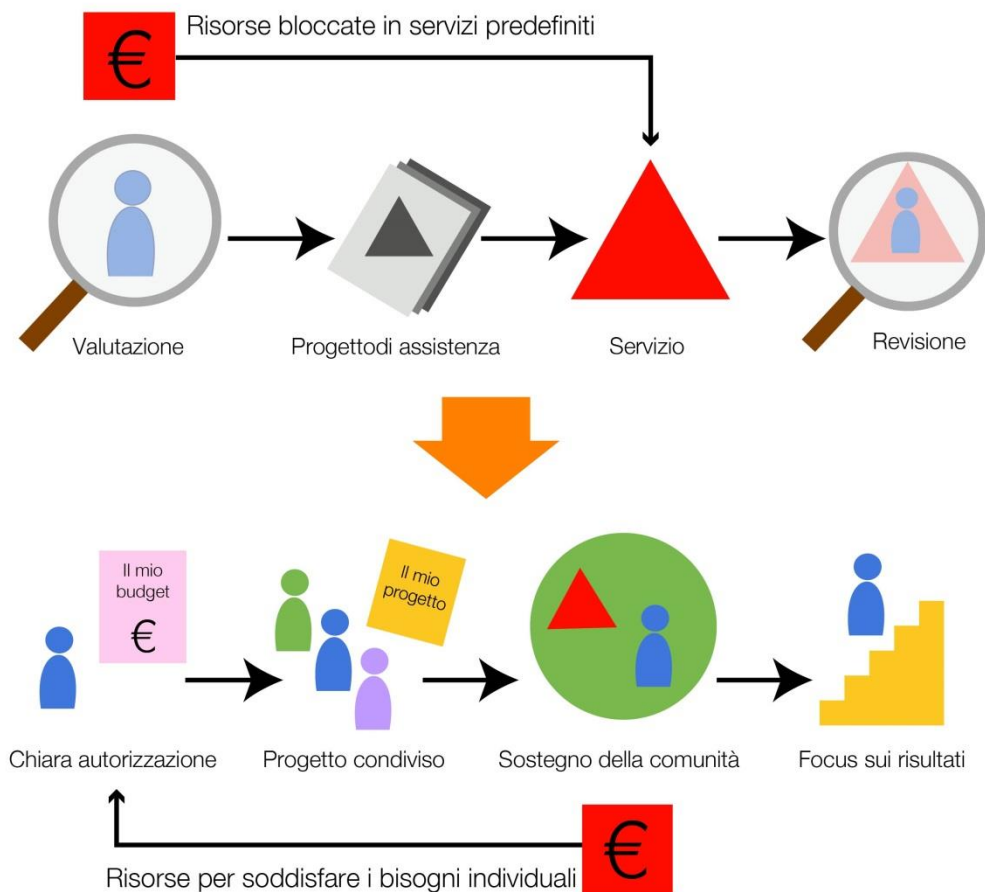 € Risorse bloccate in servizi predefiniti
Valutazione
Progettodi assistenza
Servizio
Revisione
Il mio
budget
€
Il mio
progetto
Chiara autorizzazione
Progetto condiviso
Sostegno della comunità
Focus sui risultati
Risorse per soddisfare i bisogni individuali €